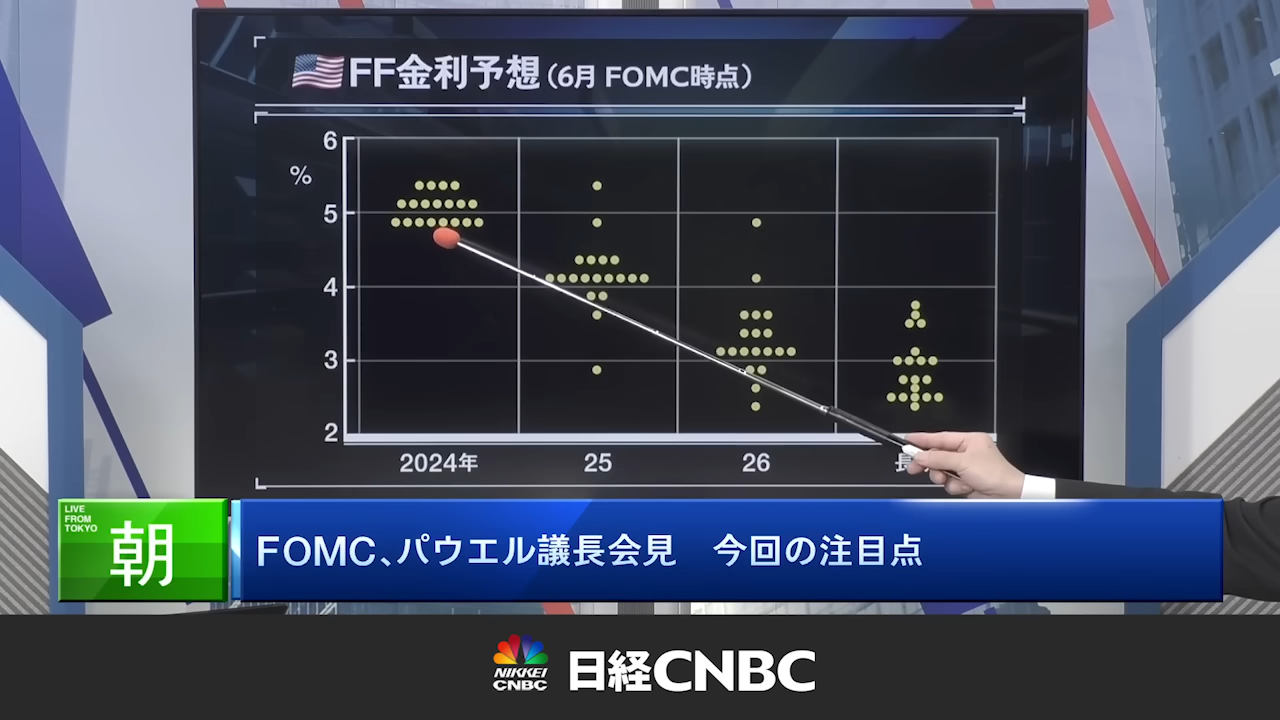 FF金利予想（6月 FOMC時点）
6
%
5
4
3
2
2024年 25 26 長
LIVE
FROM
TOKYO
朝
FOMC、パウエル議長会見 今回の注目点
NIKKEI
CNBC
日経CNBC